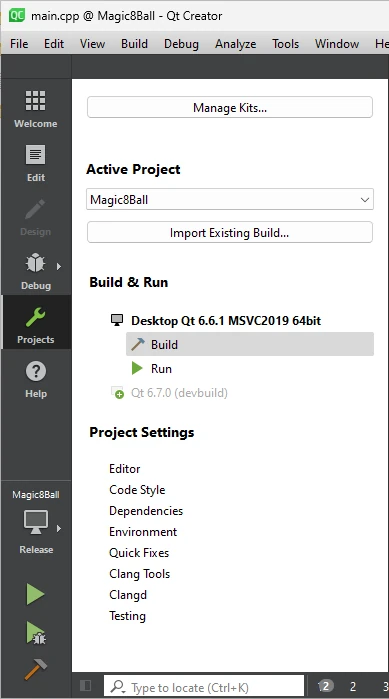 QC main.cpp @ Magic8Ball - Qt Creator
File Edit View Build Debug Analyze Tools Window He
Manage Kits...
Welcome
Active Project
Edit
Magic8Ball
Design
Import Existing Build...
Debug
Build & Run
Desktop Qt 6.6.1 MSVC2019 64bit
Projects
Build
Run
Help
Qt 6.7.0 (devbuild)
Project Settings
Editor
Code Style
Magic8Ball
Dependencies
Environment
Release
Quick Fixes
Clang Tools
Clangd
Testing
Type to locate (Ctrl+K)
2 2 3